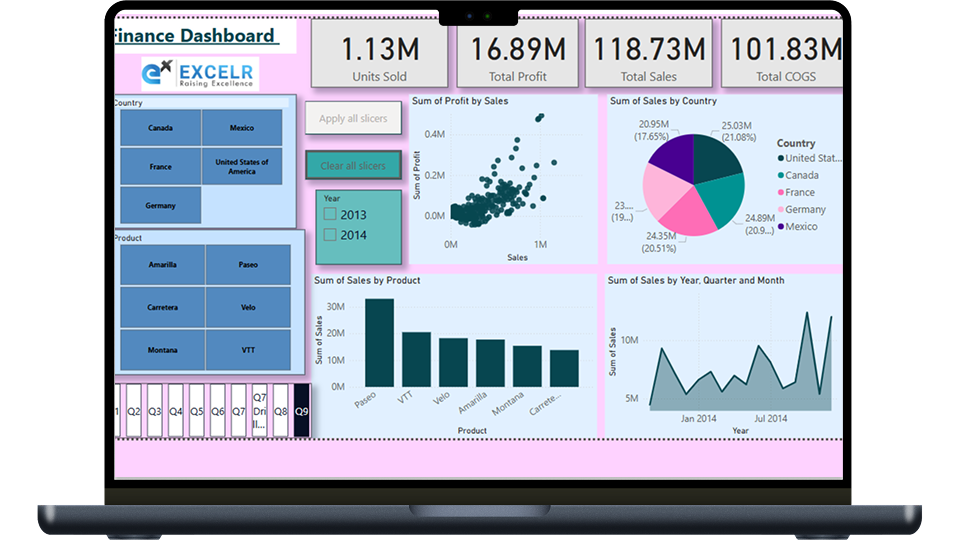 Finance Dashboard
EXCELR
Raising Excellence
1.13M
Units Sold
16.89M
Total Profit
118.73M
Total Sales
101.83M
Total COGS
Country
Canada
Mexico
France
United States of
America
Germany
Apply all slicers
Clear all slicers
Year
2013
2014
Sum of Profit by Sales
Sum of Profit
0.4M
0.2M
0.0M
0M
1M
Sales
Sum of Sales by Country
20.95M
(17.65%)
25.03M
(21.08%)
23....
(19...)
24.35M
(20.51%)
24.89M
(20.9...)
Country
United Stat...
Canada
France
Germany
Mexico
Product
Amarilla
Paseo
Carretera
Velo
Montana
VTT
1
Q2
Q3
Q4
Q5
Q6
Q7
Q7
Dri
ll...
Q8
Q9
Sum of Sales by Product
Sum of Sales
30M
20M
10M
0M
Paseo
VTT
Velo
Amarilla
Montana
Carrete...
Product
Sum of Sales by Year, Quarter and Month
Sum of Sales
10M
5M
Jan 2014
Jul 2014
Year